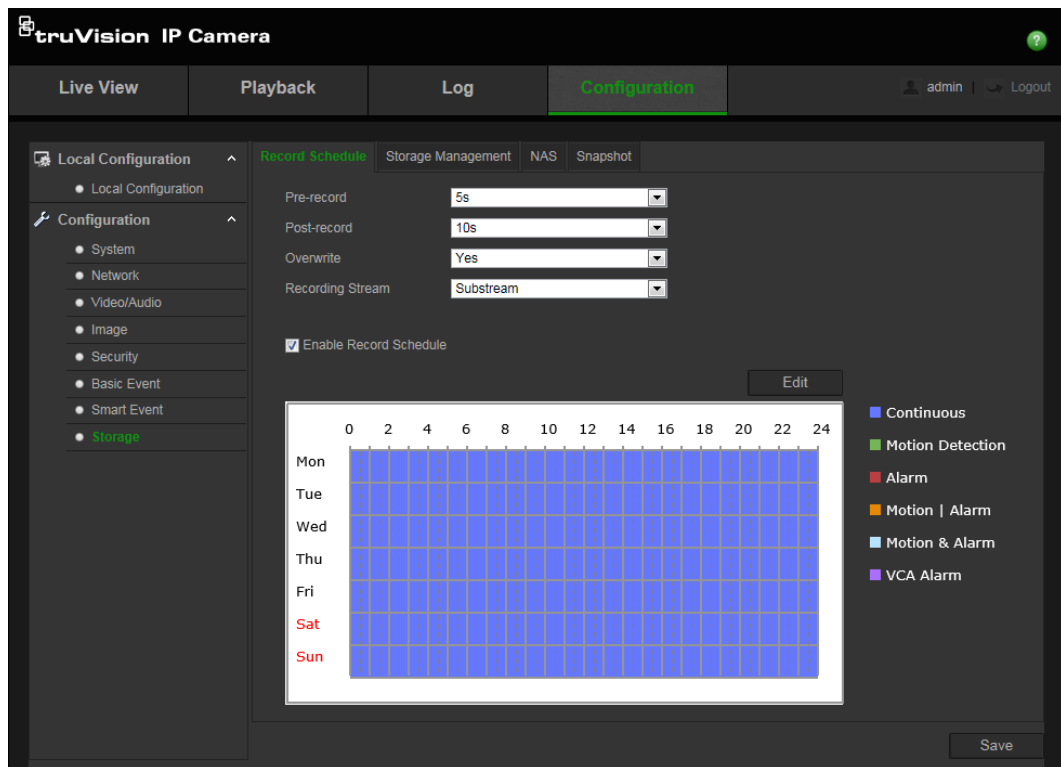 truVision IP Camera
?
Live View Playback Log Configuration admin | Logout
Local Configuration
Local Configuration
Configuration
System
Network
Video/Audio
Image
Security
Basic Event
Smart Event
Storage
Record Schedule Storage Management NAS Snapshot
Pre-record 5s
Post-record 10s
Overwrite Yes
Recording Stream Substream
Enable Record Schedule
Edit
0 2 4 6 8 10 12 14 16 18 20 22 24
Mon
Tue
Wed
Thu
Fri
Sat
Sun
Continuous
Motion Detection
Alarm
Motion | Alarm
Motion & Alarm
VCA Alarm
Save